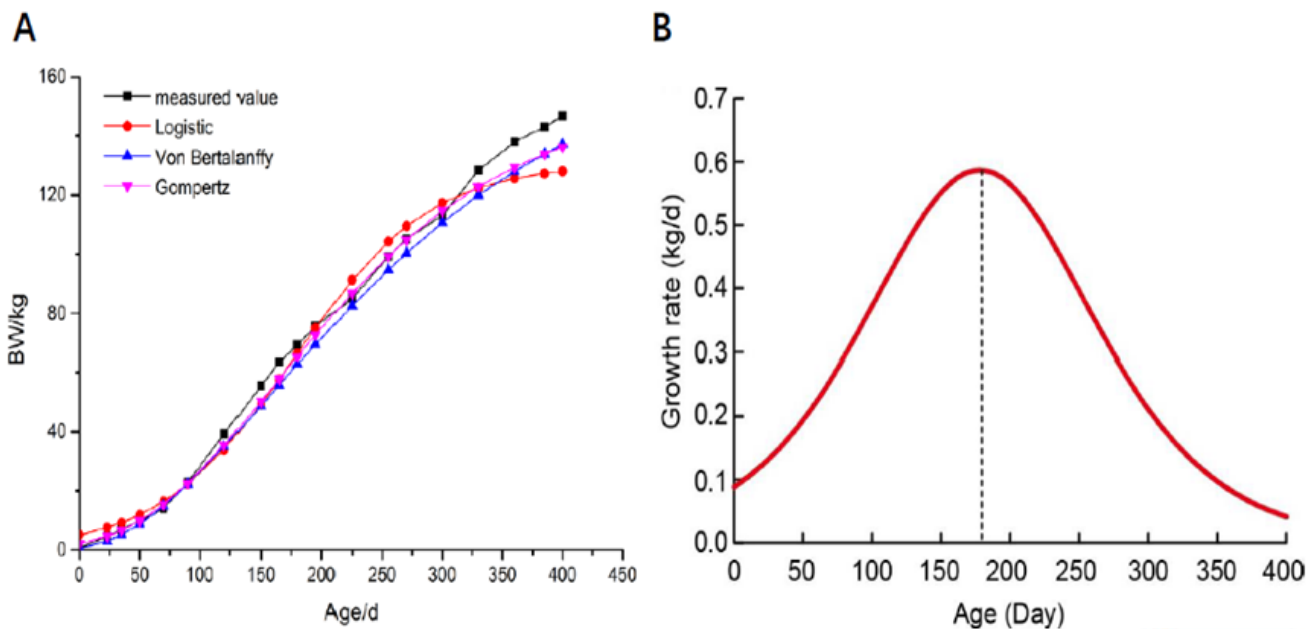 A
B
160
120
80
40
0
measured value
Logistic
Von Bertalanffy
Gompertz
BW/kg
0 50 100 150 200 250 300 350 400 450
Age/d
0.7
0.6
0.5
0.4
0.3
0.2
0.1
0.0
Growth rate (kg/d)
0 50 100 150 200 250 300 350 400
Age (Day)